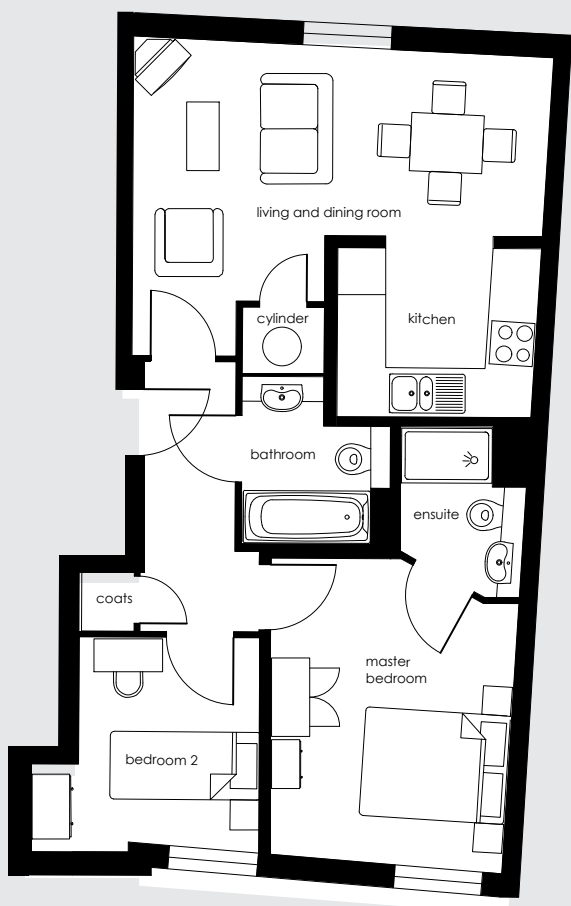 living and dining room
cylinder
kitchen
bathroom
ensuite
coats
master
bedroom
bedroom 2